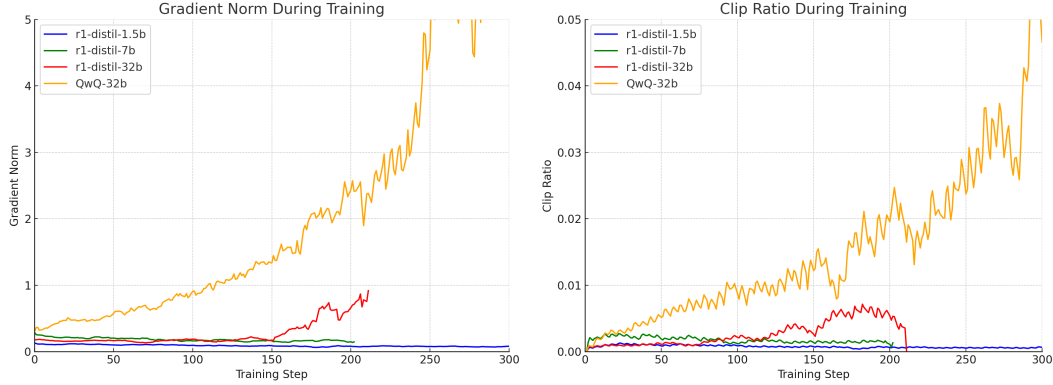 Gradient Norm During Training
r1-distil-1.5b
r1-distil-7b
r1-distil-32b
QwQ-32b
5
4
3
2
1
0
Gradient Norm
0
50
100
150
200
250
300
Training Step
Clip Ratio During Training
r1-distil-1.5b
r1-distil-7b
r1-distil-32b
QwQ-32b
0.05
0.04
0.03
0.02
0.01
0.00
Clip Ratio
0
50
100
150
200
250
300
Training Step